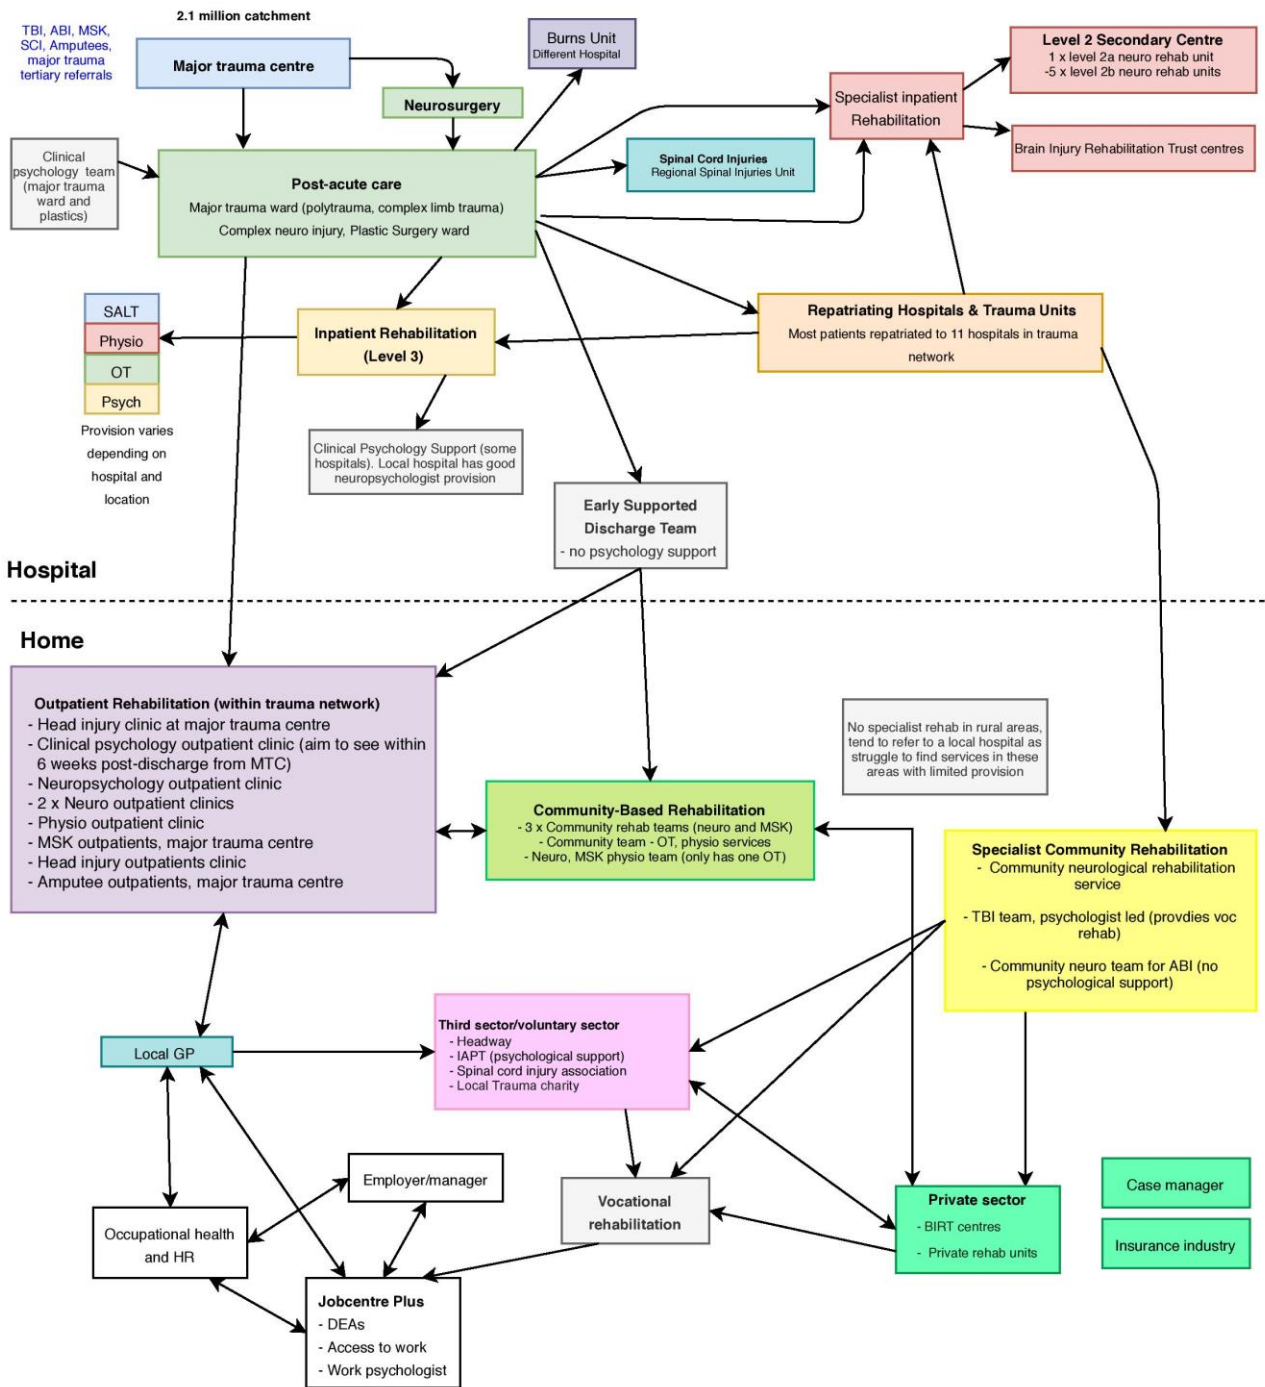 2.1 million catchment
TBI, ABI, MSK,
SCI, Amputees,
major trauma
tertiary referrals
Major trauma centre
Neurosurgery
Burns Unit
Different Hospital
Level 2 Secondary Centre
1 x level 2a neuro rehab unit
-5 x level 2b neuro rehab units
Specialist inpatient
Rehabilitation
Brain Injury Rehabilitation Trust centres
Clinical
psychology team
(major trauma
ward and
plastics)
Post-acute care
Major trauma ward (polytrauma, complex limb trauma)
Complex neuro injury, Plastic Surgery ward
Spinal Cord Injuries
Regional Spinal Injuries Unit
SALT
Physio
OT
Psych
Provision varies
depending on
hospital and
location
Inpatient Rehabilitation
(Level 3)
Repatriating Hospitals & Trauma Units
Most patients repatriated to 11 hospitals in trauma
network
Clinical Psychology Support (some
hospitals). Local hospital has good
neuropsychologist provision
Early Supported
Discharge Team
- no psychology support
Hospital
Home
Outpatient Rehabilitation (within trauma network)
- Head injury clinic at major trauma centre
- Clinical psychology outpatient clinic (aim to see within
6 weeks post-discharge from MTC)
- Neuropsychology outpatient clinic
- 2 x Neuro outpatient clinics
- Physio outpatient clinic
- MSK outpatients, major trauma centre
- Head injury outpatients clinic
- Amputee outpatients, major trauma centre
No specialist rehab in rural areas,
tend to refer to a local hospital as
struggle to find services in these
areas with limited provision
Community-Based Rehabilitation
- 3 x Community rehab teams (neuro and MSK)
- Community team - OT, physio services
- Neuro, MSK physio team (only has one OT)
Specialist Community Rehabilitation
- Community neurological rehabilitation
service
- TBI team, psychologist led (provdies voc
rehab)
- Community neuro team for ABI (no
psychological support)
Local GP
Third sector/voluntary sector
- Headway
- IAPT (psychological support)
- Spinal cord injury association
- Local Trauma charity
Employer/manager
Occupational health
and HR
Vocational
rehabilitation
Private sector
- BIRT centres
- Private rehab units
Case manager
Insurance industry
Jobcentre Plus
- DEAs
- Access to work
- Work psychologist